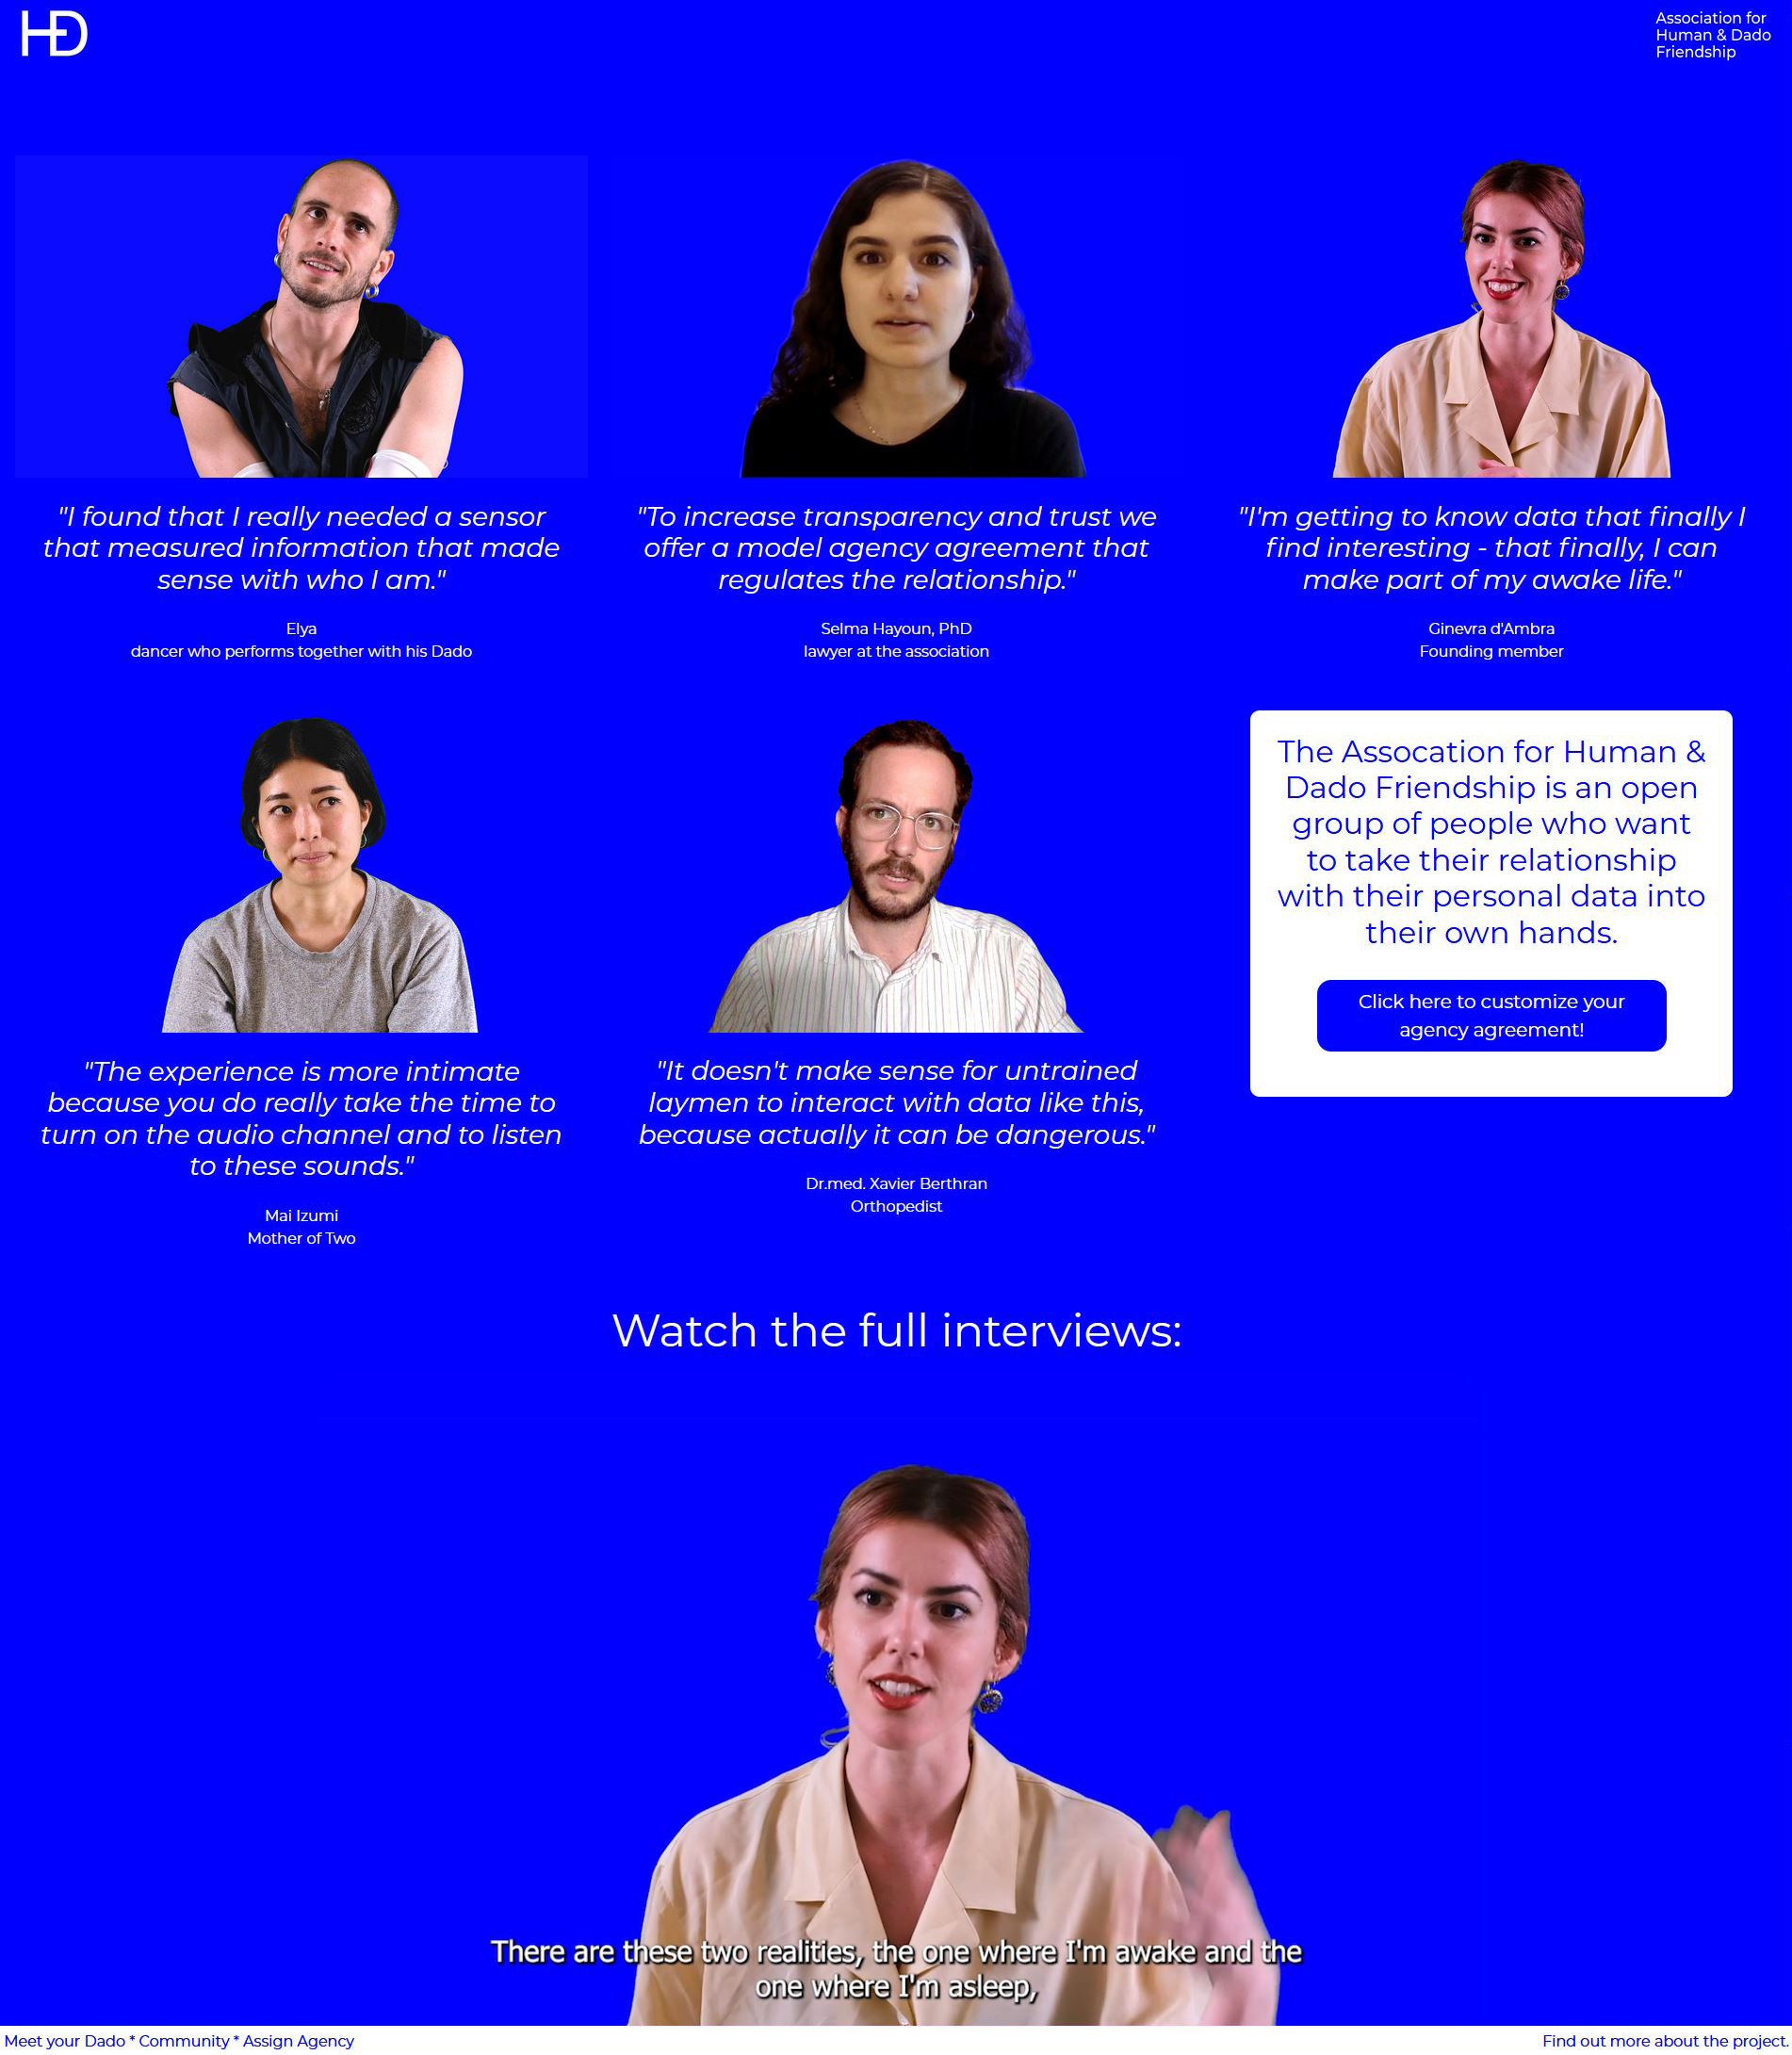 HD
Association for
Human & Dado
Friendship
"I found that I really needed a sensor
that measured information that made
sense with who I am."
Elya
dancer who performs together with his Dado
"To increase transparency and trust we
offer a model agency agreement that
regulates the relationship."
Selma Hayoun, PhD
lawyer at the association
"I'm getting to know data that finally I
find interesting - that finally, I can
make part of my awake life."
Ginevra d'Ambra
Founding member
"The experience is more intimate
because you do really take the time to
turn on the audio channel and to listen
to these sounds."
Mai Izumi
Mother of Two
"It doesn't make sense for untrained
laymen to interact with data like this,
because actually it can be dangerous."
Dr.med. Xavier Berthran
Orthopedist
The Assocation for Human &
Dado Friendship is an open
group of people who want
to take their relationship
with their personal data into
their own hands.
Click here to customize your
agency agreement!
Watch the full interviews:
There are these two realities, the one where I'm awake and the
one where I'm asleep,
Meet your Dado * Community * Assign Agency
Find out more about the project.